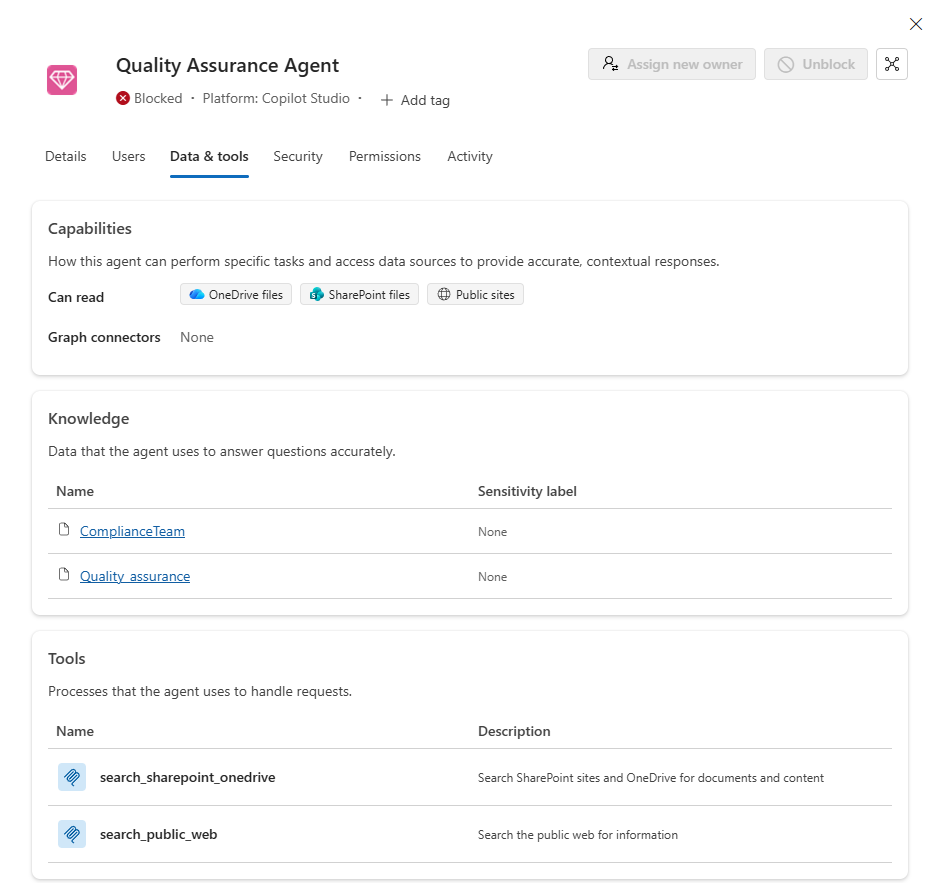 Quality Assurance Agent
Assign new owner
Unblock
Blocked · Platform: Copilot Studio · + Add tag
Details Users Data & tools Security Permissions Activity
Capabilities
How this agent can perform specific tasks and access data sources to provide accurate, contextual responses.
Can read OneDrive files SharePoint files Public sites
Graph connectors None
Knowledge
Data that the agent uses to answer questions accurately.
Name Sensitivity label
ComplianceTeam None
Quality_assurance None
Tools
Processes that the agent uses to handle requests.
Name Description
search_sharepoint_onedrive Search SharePoint sites and OneDrive for documents and content
search_public_web Search the public web for information